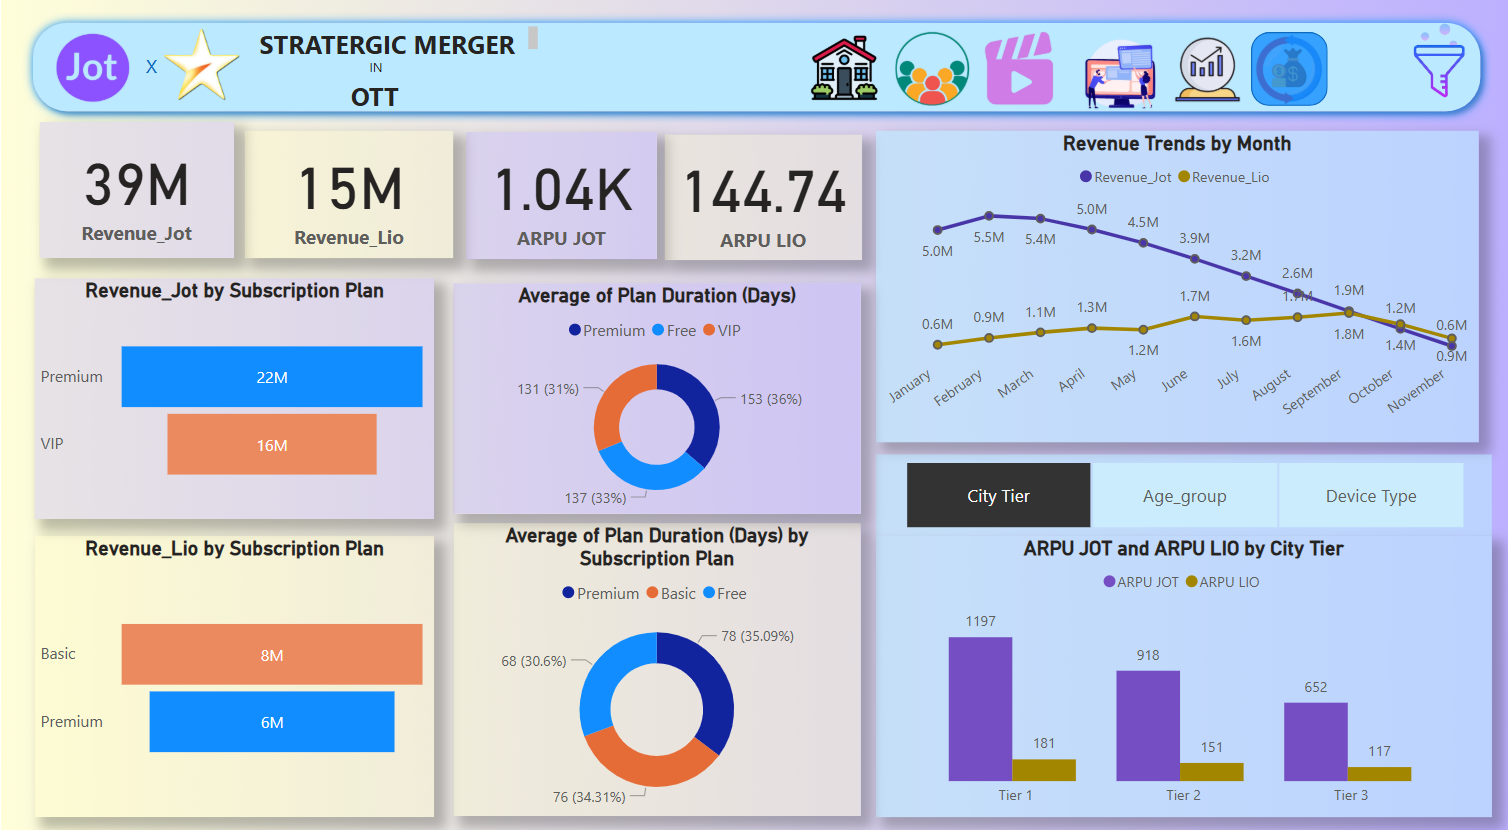 Jot
X
STRATERGIC MERGER
IN
OTT
39M
Revenue_Jot
15M
Revenue_Lio
1.04K
ARPU JOT
144.74
ARPU LIO
Revenue Trends by Month
Revenue_Jot Revenue_Lio
5.0M
5.5M
5.4M
5.0M
4.5M
3.9M
3.2M
2.6M
1.9M
1.2M
0.6M
0.6M
0.9M
1.1M
1.3M
1.2M
1.7M
1.6M
1.7M
1.8M
1.4M
0.9M
January
February
March
April
May
June
July
August
September
October
November
Revenue_Jot by Subscription Plan
Premium
22M
VIP
16M
Average of Plan Duration (Days)
Premium Free VIP
131 (31%)
153 (36%)
137 (33%)
Revenue_Lio by Subscription Plan
Basic
8M
Premium
6M
Average of Plan Duration (Days) by
Subscription Plan
Premium Basic Free
78 (35.09%)
68 (30.6%)
76 (34.31%)
City Tier
Age_group
Device Type
ARPU JOT and ARPU LIO by City Tier
ARPU JOT ARPU LIO
1197
181
918
151
652
117
Tier 1
Tier 2
Tier 3